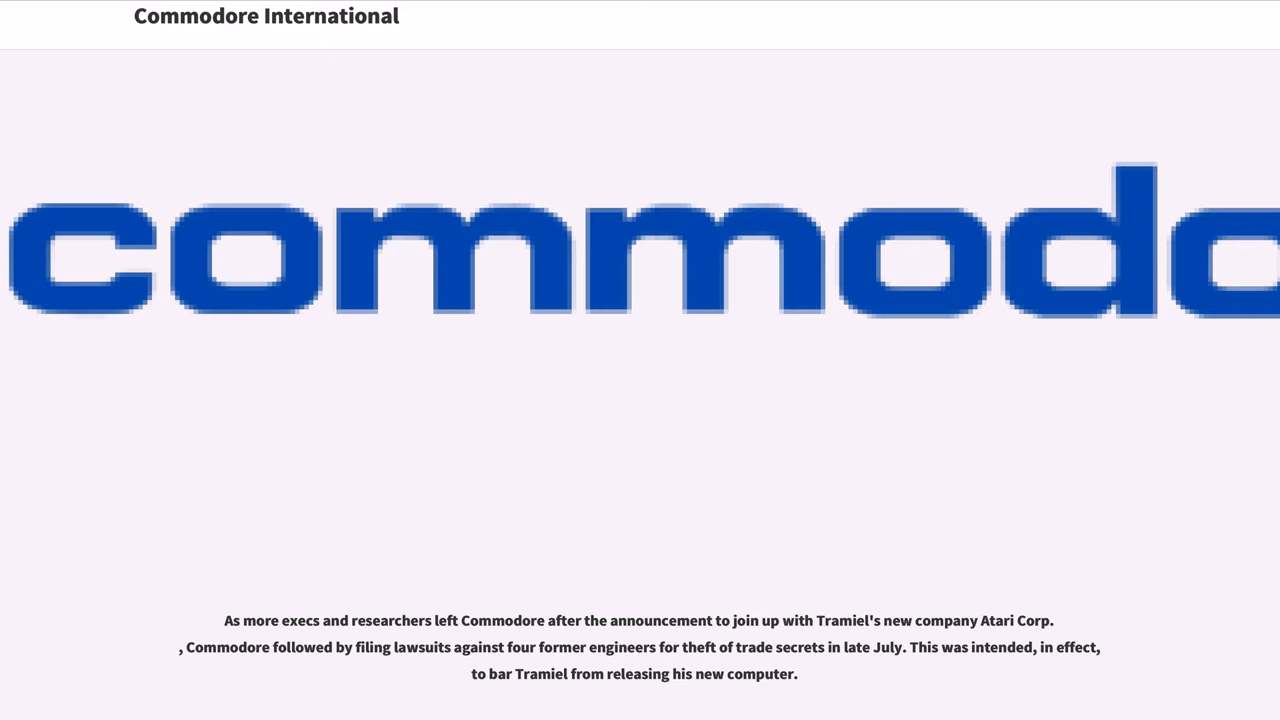 Commodore International
commodo
As more execs and researchers left Commodore after the announcement to join up with Tramiel's new company Atari Corp.
, Commodore followed by filing lawsuits against four former engineers for theft of trade secrets in late July. This was intended, in effect,
to bar Tramiel from releasing his new computer.